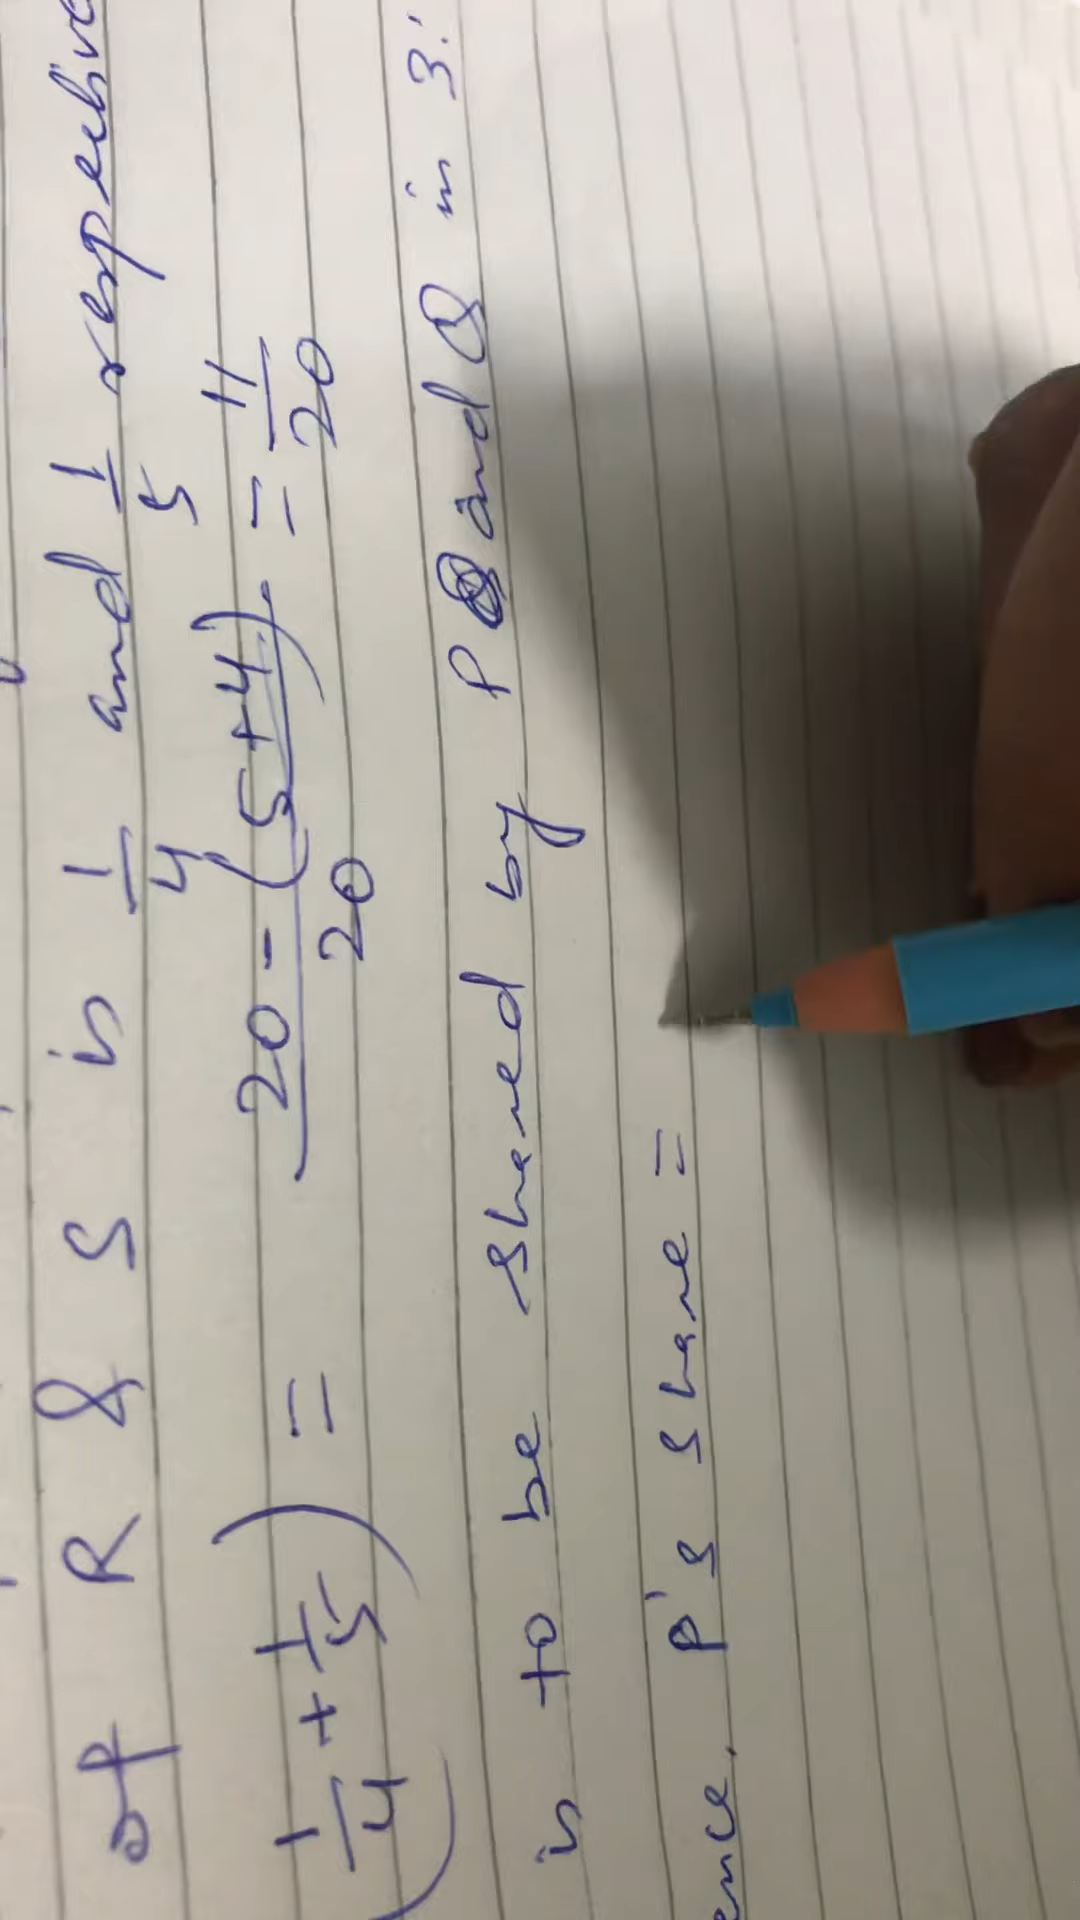 of R & S is 1/4 and 1/5 respective
(1/4 + 1/5) = 20 - (5+4) / 20 = 11/20
is to be shared by P and Q in 3:
ence, P's share =